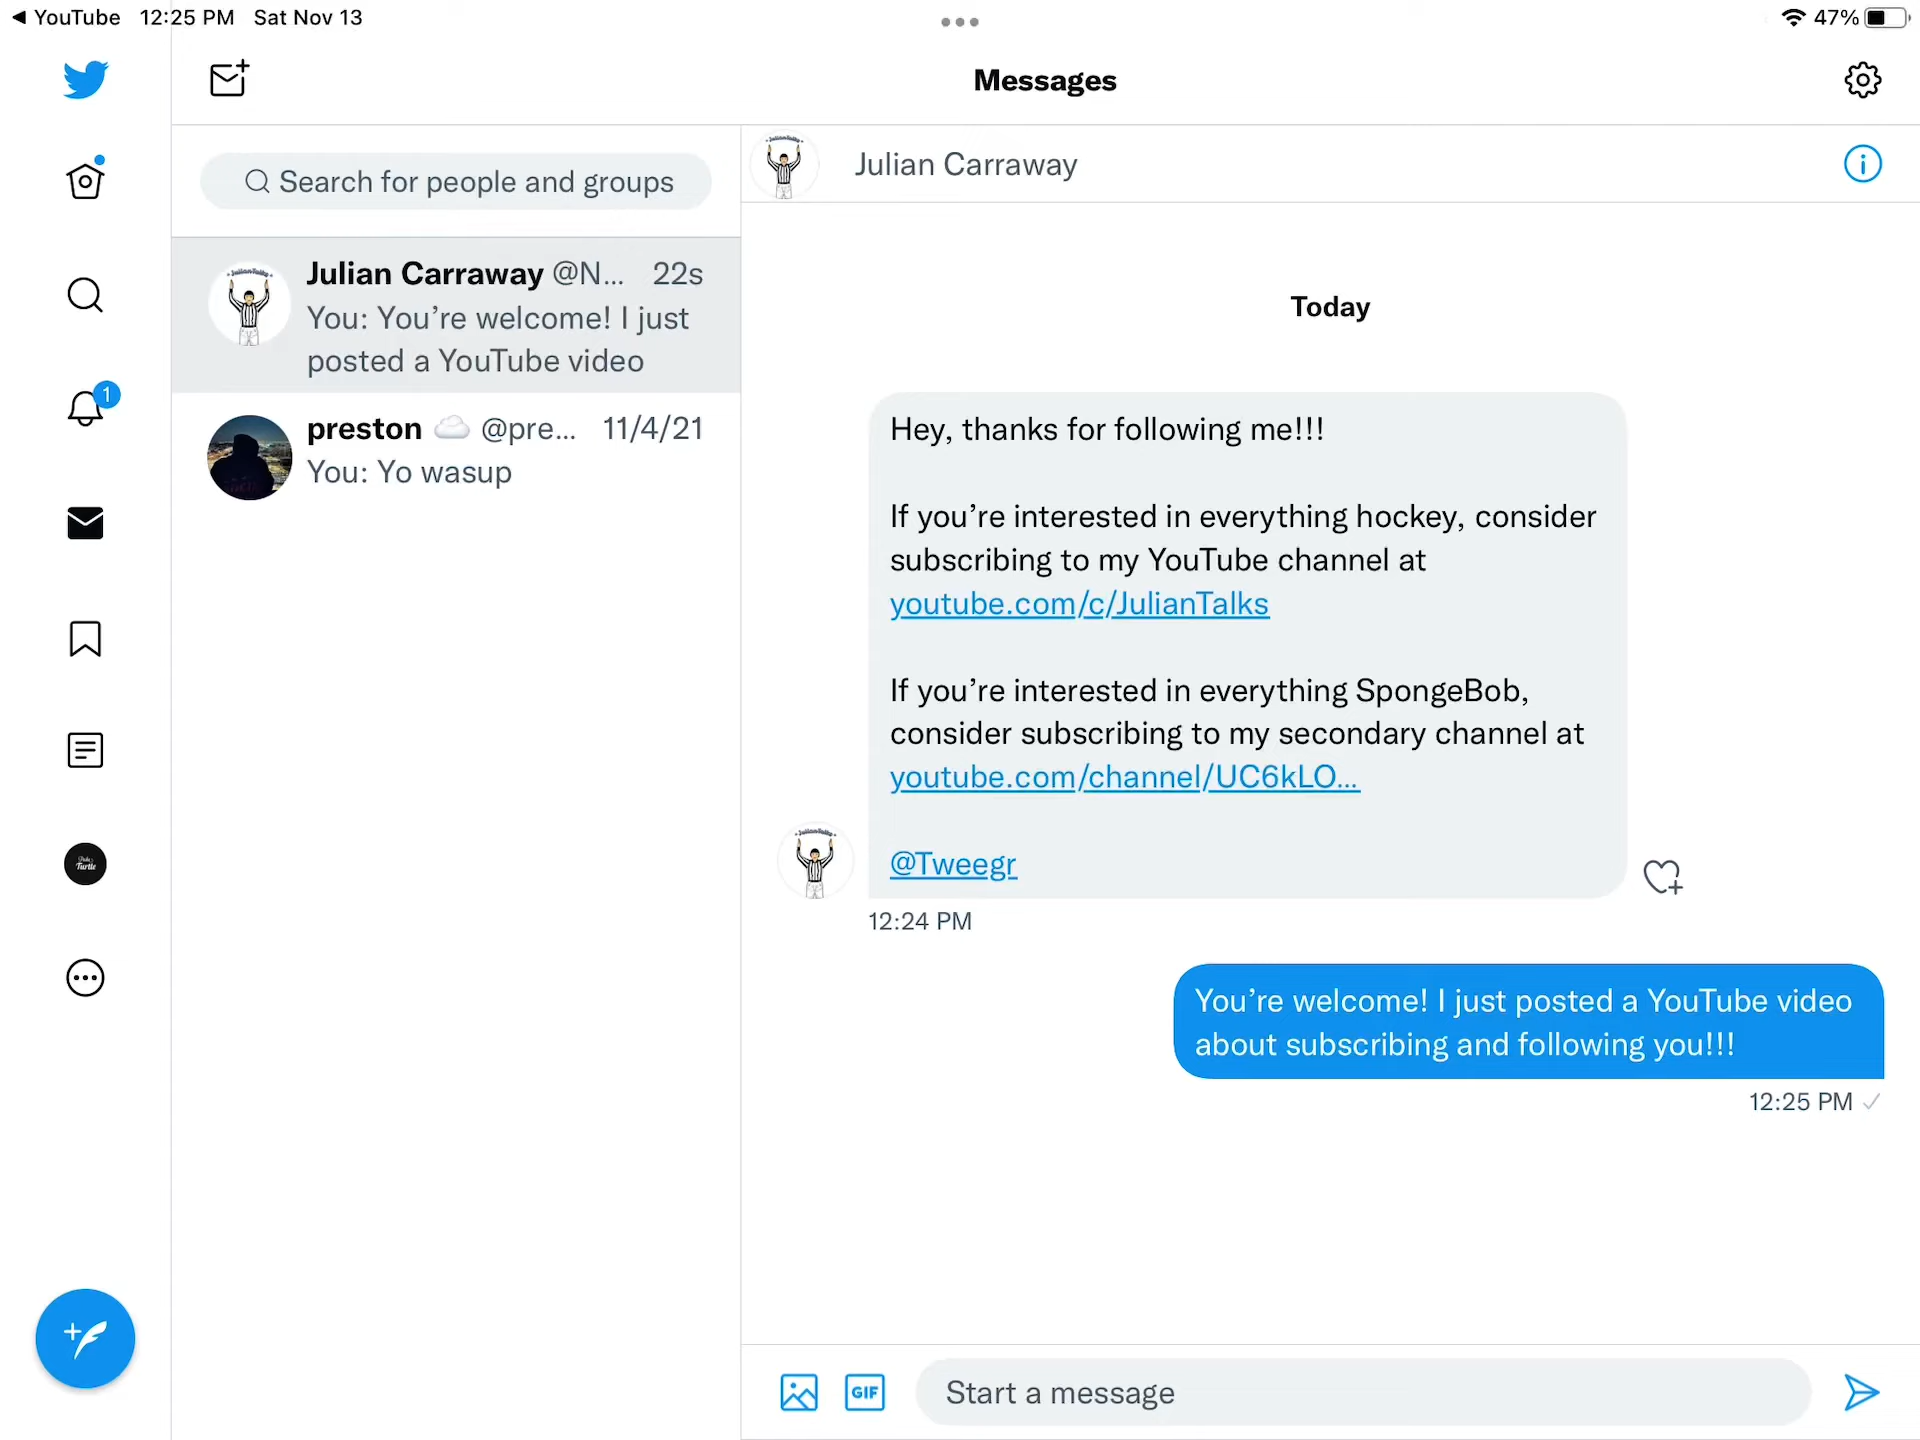 ◀ YouTube 12:25 PM Sat Nov 13
47%
Messages
Search for people and groups
Julian Carraway @N... 22s
You: You’re welcome! I just
posted a YouTube video
preston @pre... 11/4/21
You: Yo wasup
1
Turtle
Julian Carraway
Today
Hey, thanks for following me!!!
If you’re interested in everything hockey, consider
subscribing to my YouTube channel at
youtube.com/c/JulianTalks
If you’re interested in everything SpongeBob,
consider subscribing to my secondary channel at
youtube.com/channel/UC6kLO...
@Tweegr
12:24 PM
You’re welcome! I just posted a YouTube video
about subscribing and following you!!!
12:25 PM
GIF
Start a message